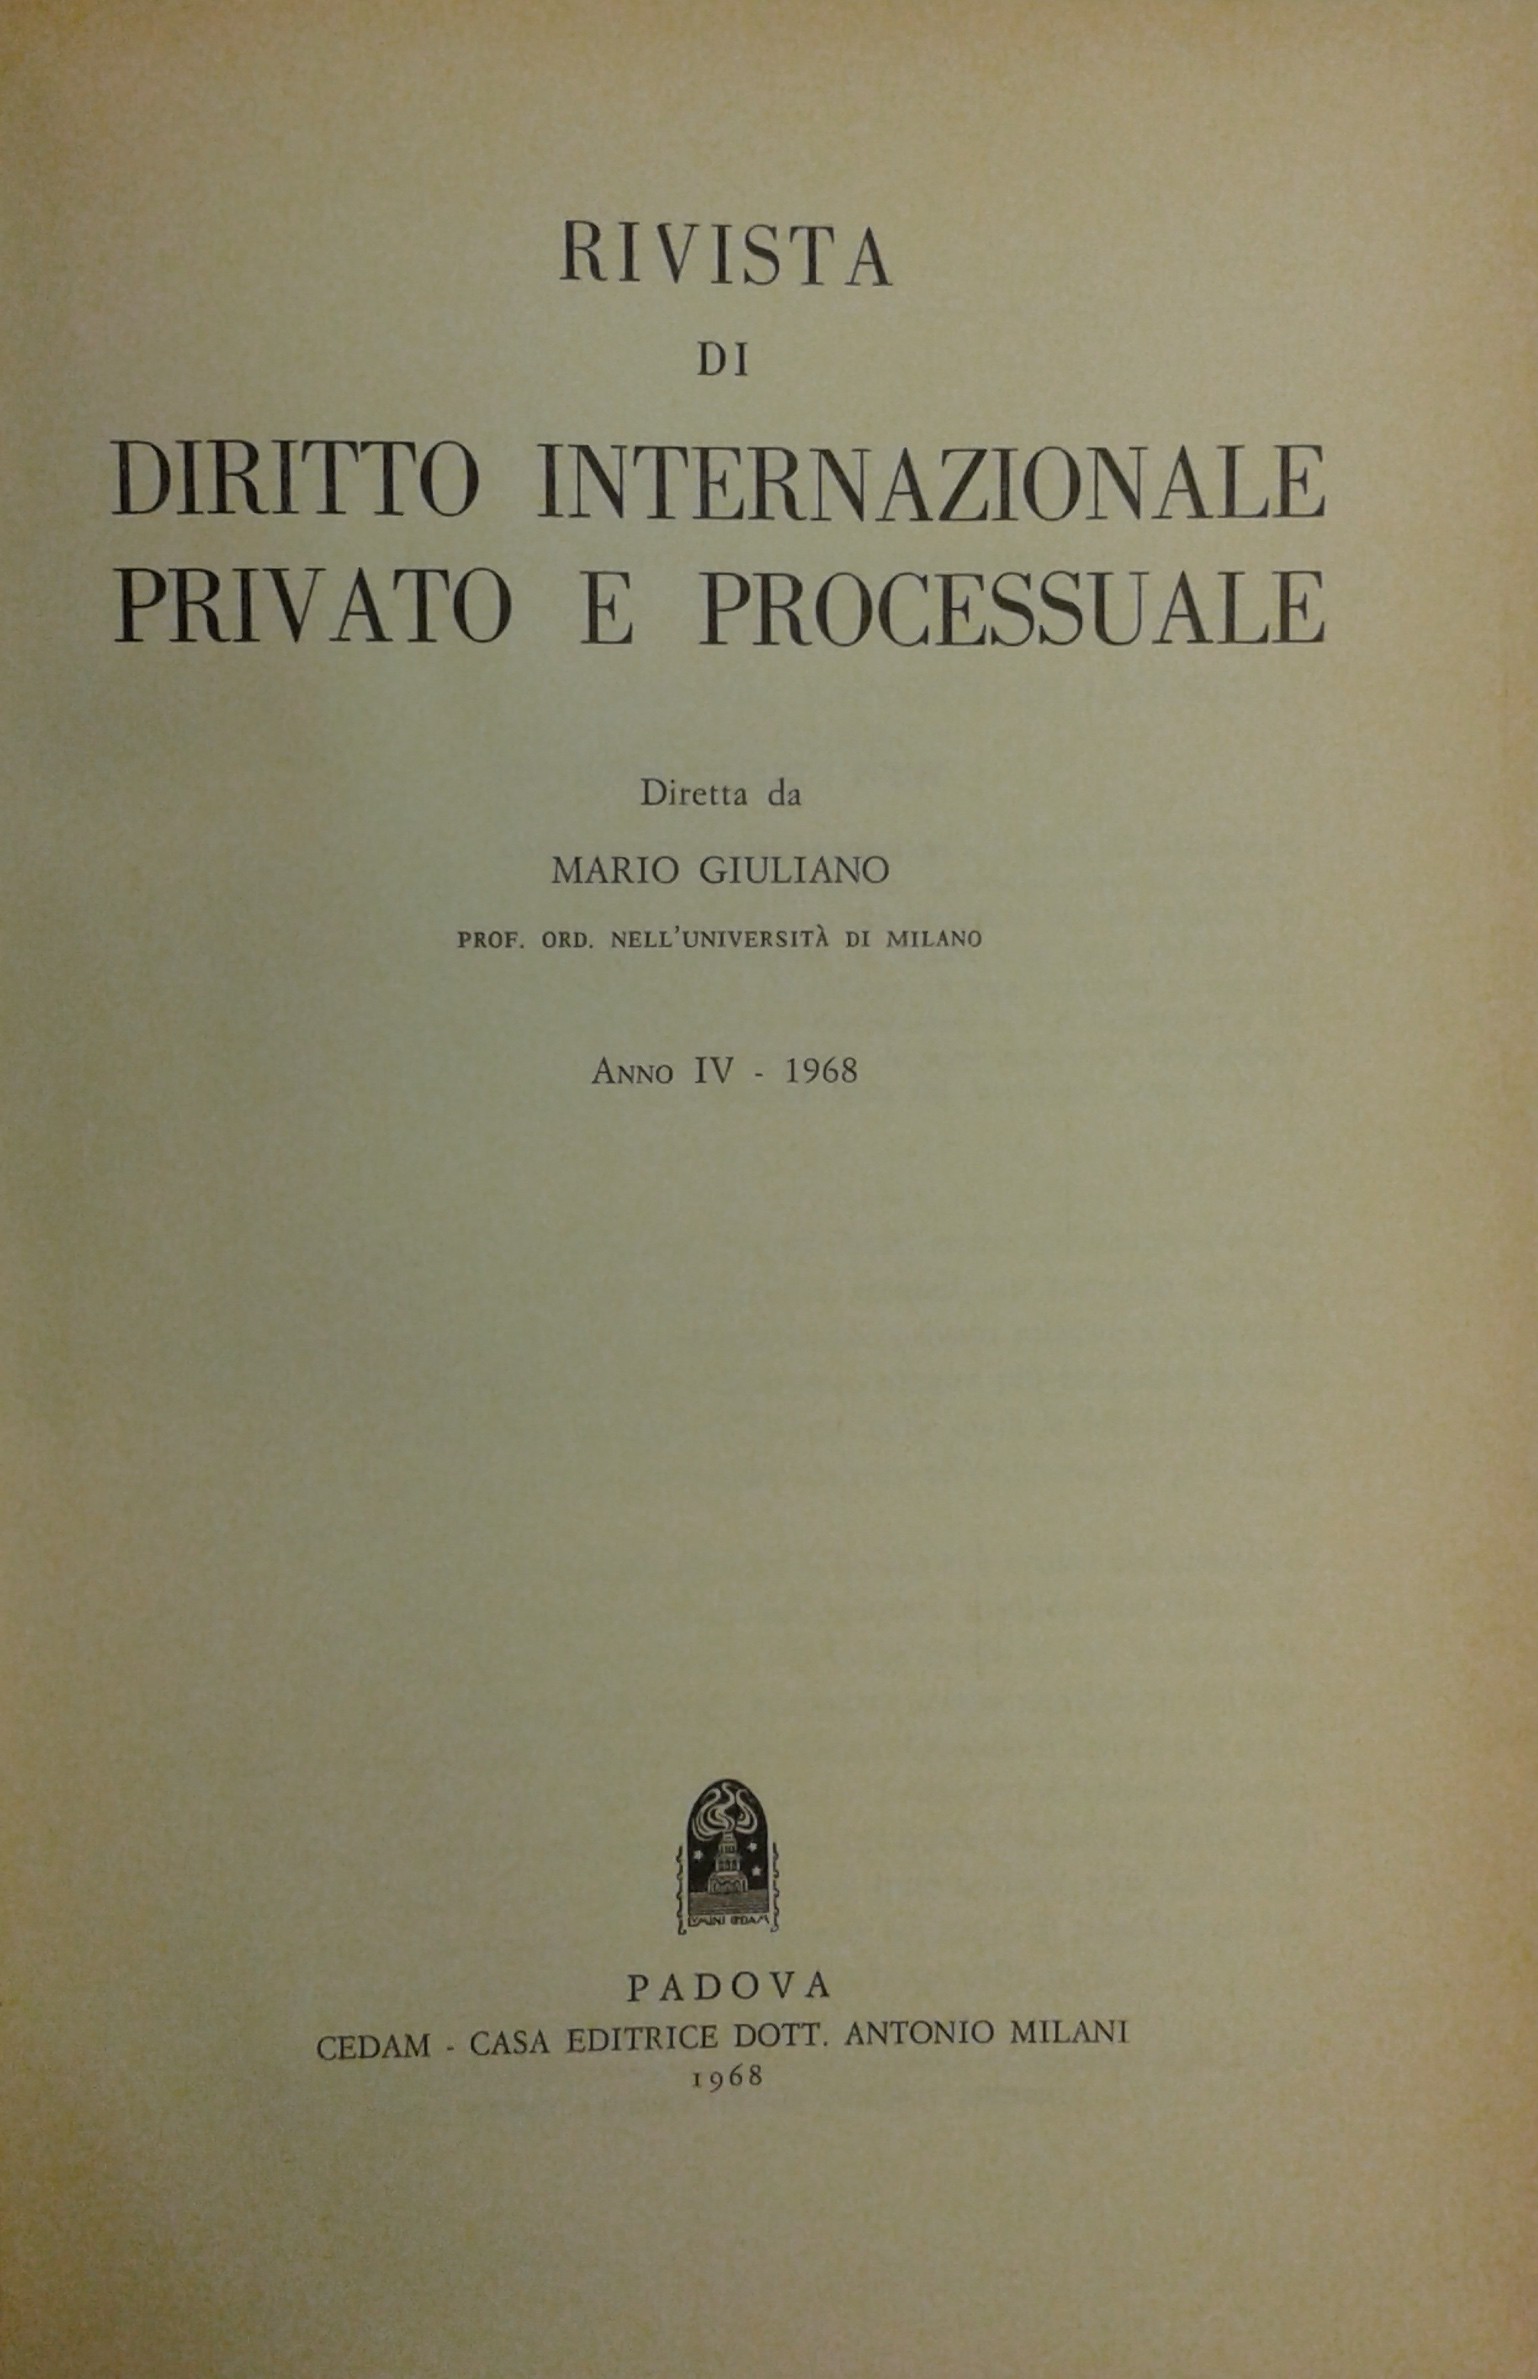 RIVISTA
DI
DIRITTO INTERNAZIONALE
PRIVATO E PROCESSUALE
Diretta da
MARIO GIULIANO
PROF. ORD. NELL'UNIVERSITÀ DI MILANO
ANNO IV - 1968
PADOVA
CEDAM - CASA EDITRICE DOTT. ANTONIO MILANI
1968